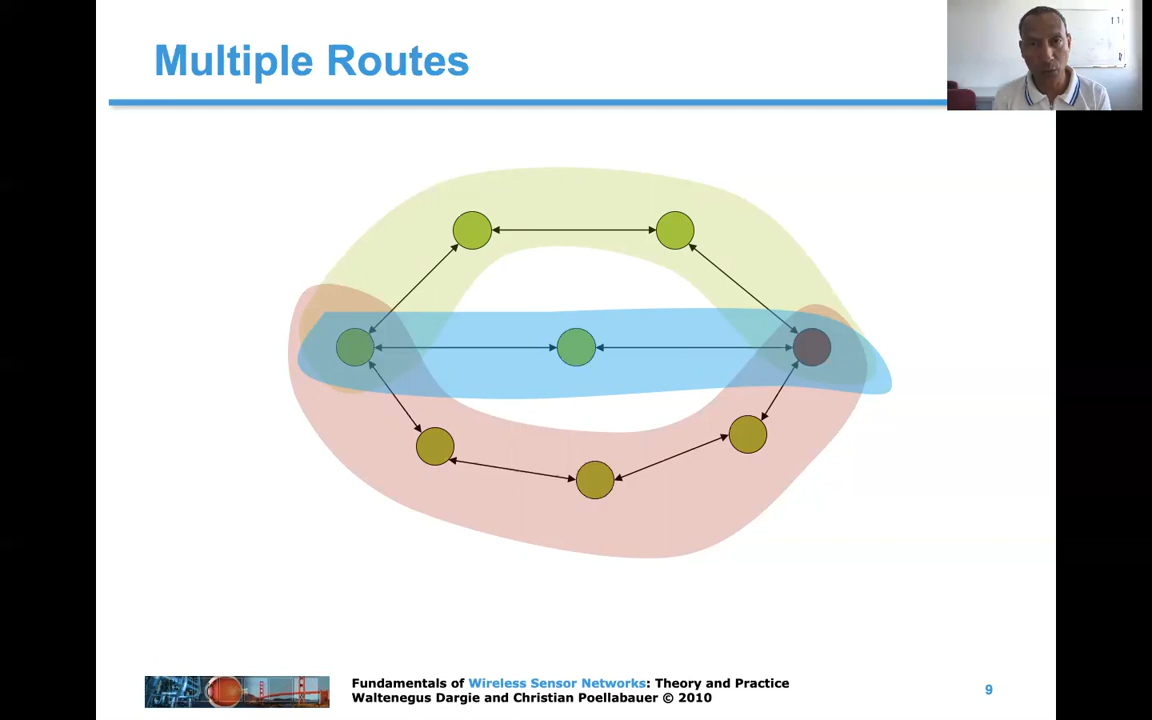 Multiple Routes
Fundamentals of Wireless Sensor Networks: Theory and Practice
Waltenegus Dargie and Christian Poellabauer © 2010
9